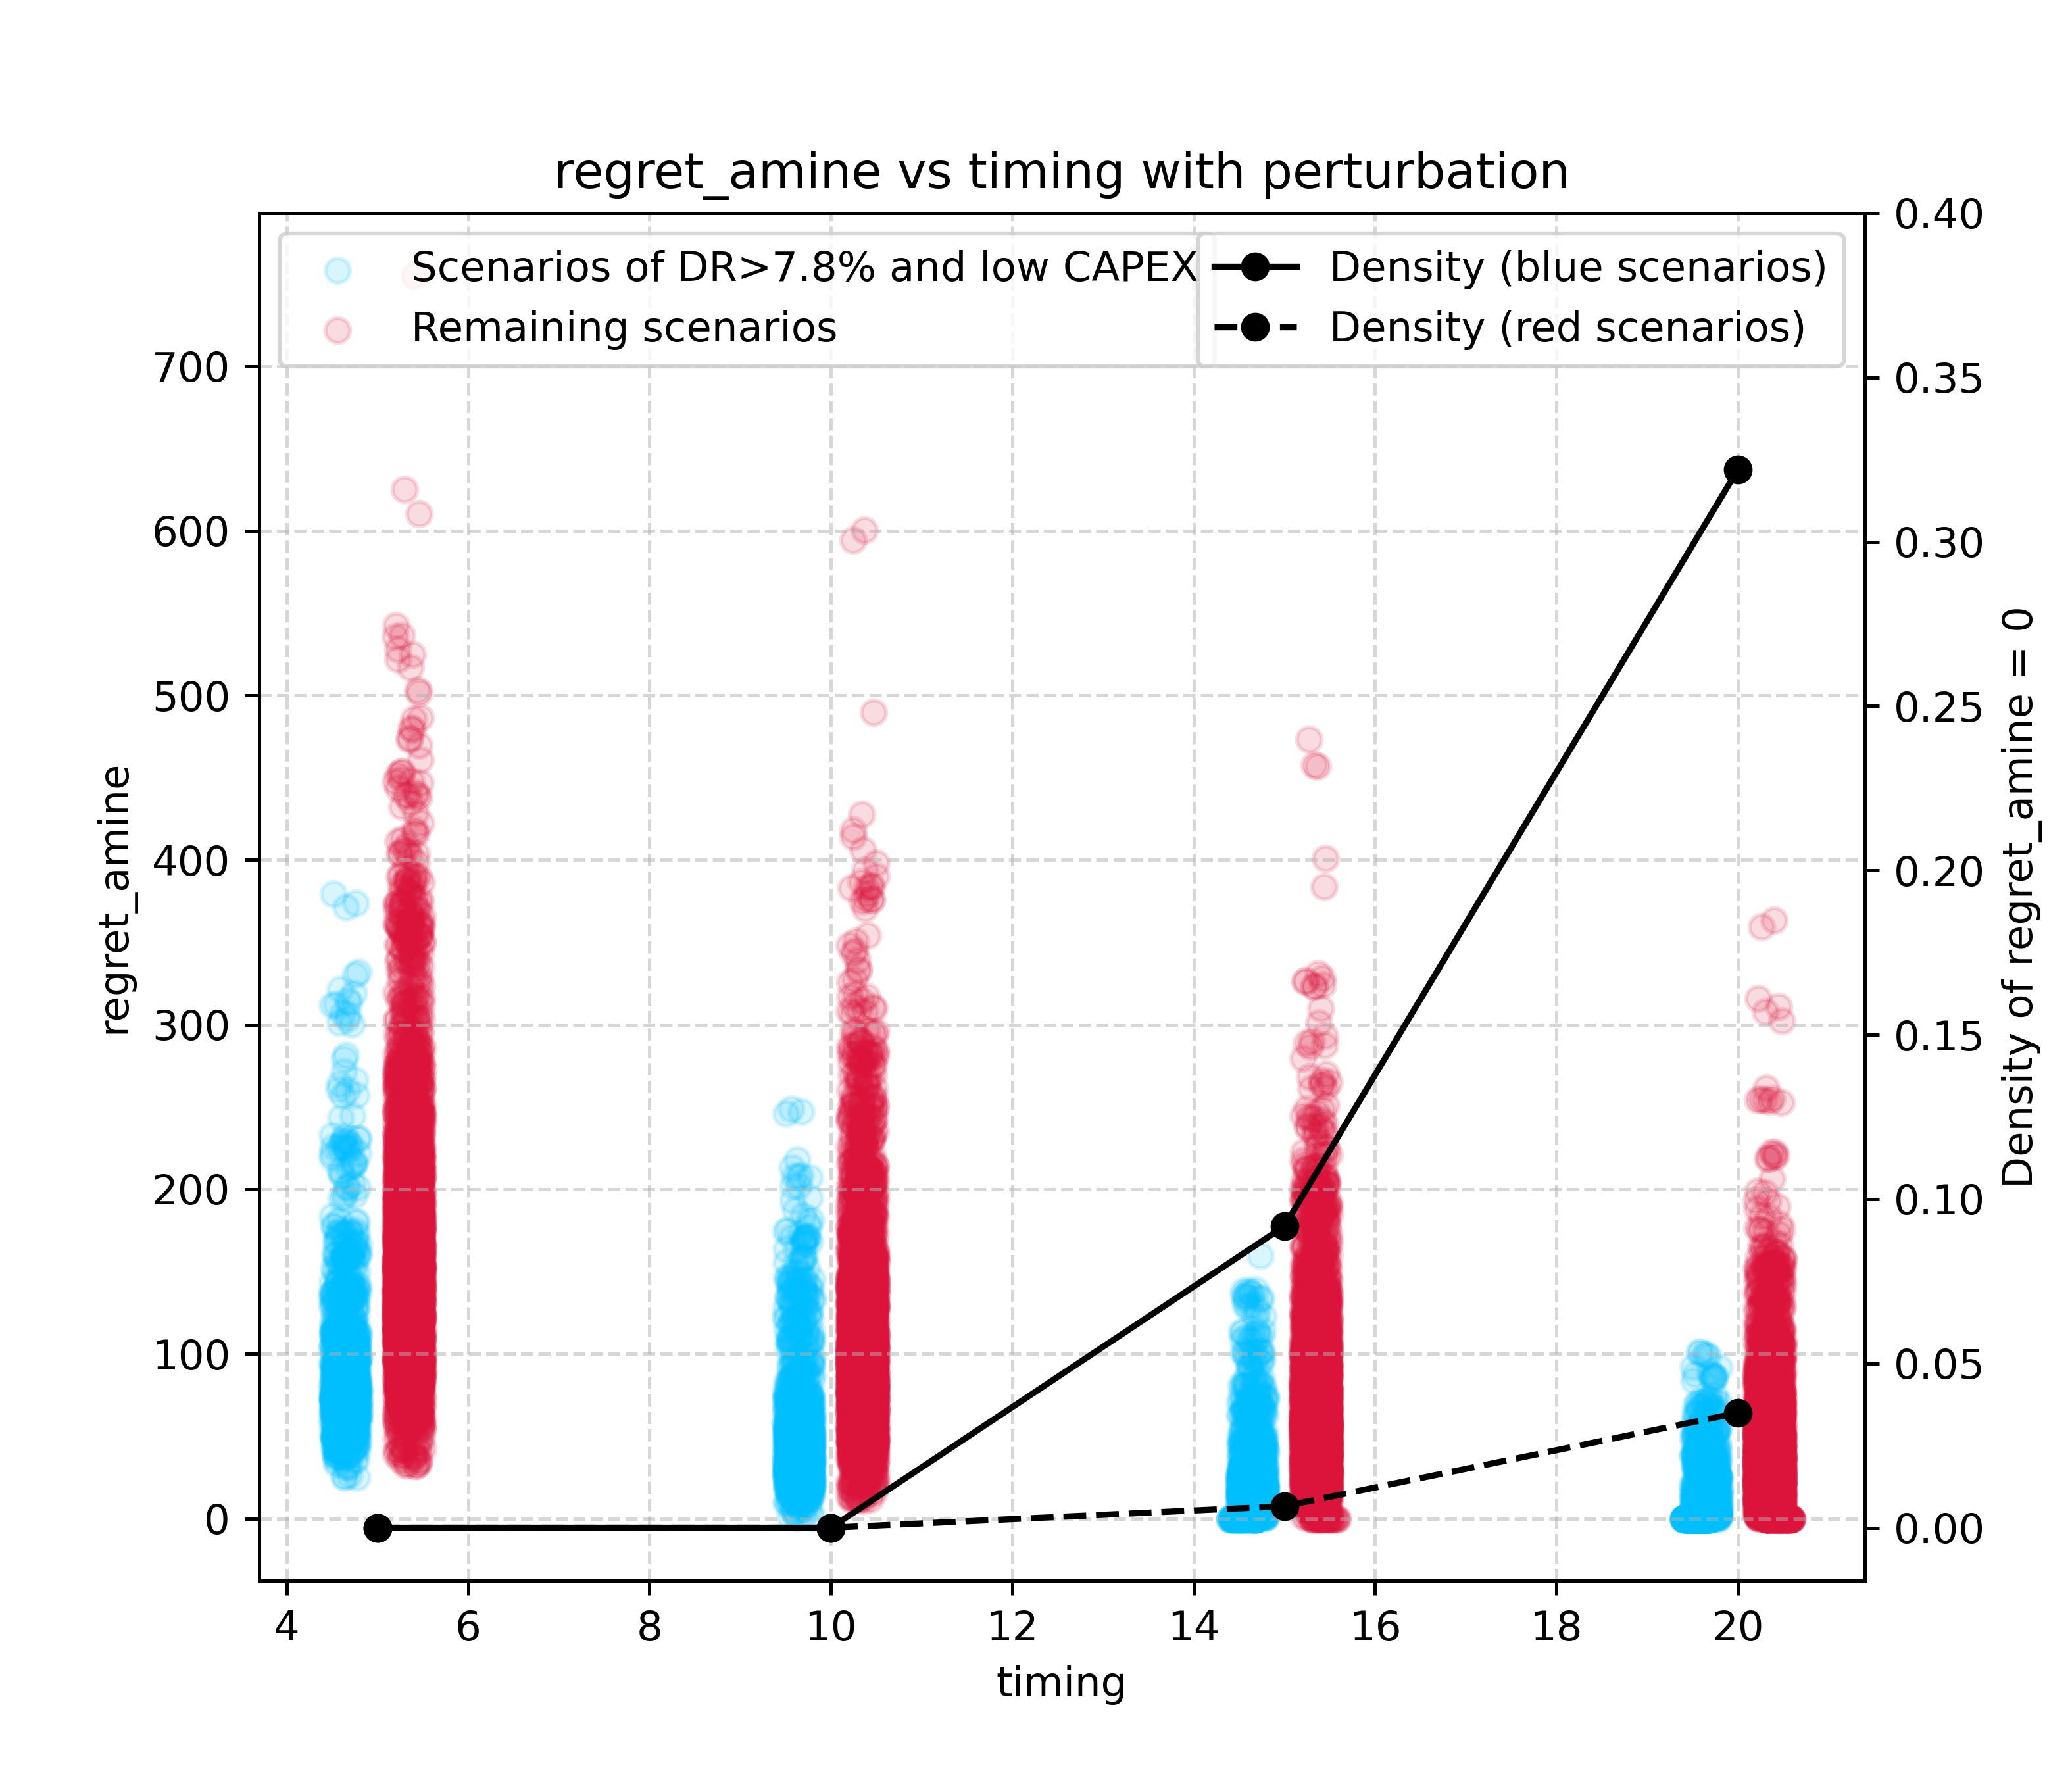 regret_amine vs timing with perturbation
Scenarios of DR>7.8% and low CAPEX
Remaining scenarios
Density (blue scenarios)
Density (red scenarios)
regret_amine
700
600
500
400
300
200
100
0
0.40
0.35
0.30
0.25
0.20
0.15
0.10
0.05
0.00
Density of regret_amine = 0
4 6 8 10 12 14 16 18 20
timing